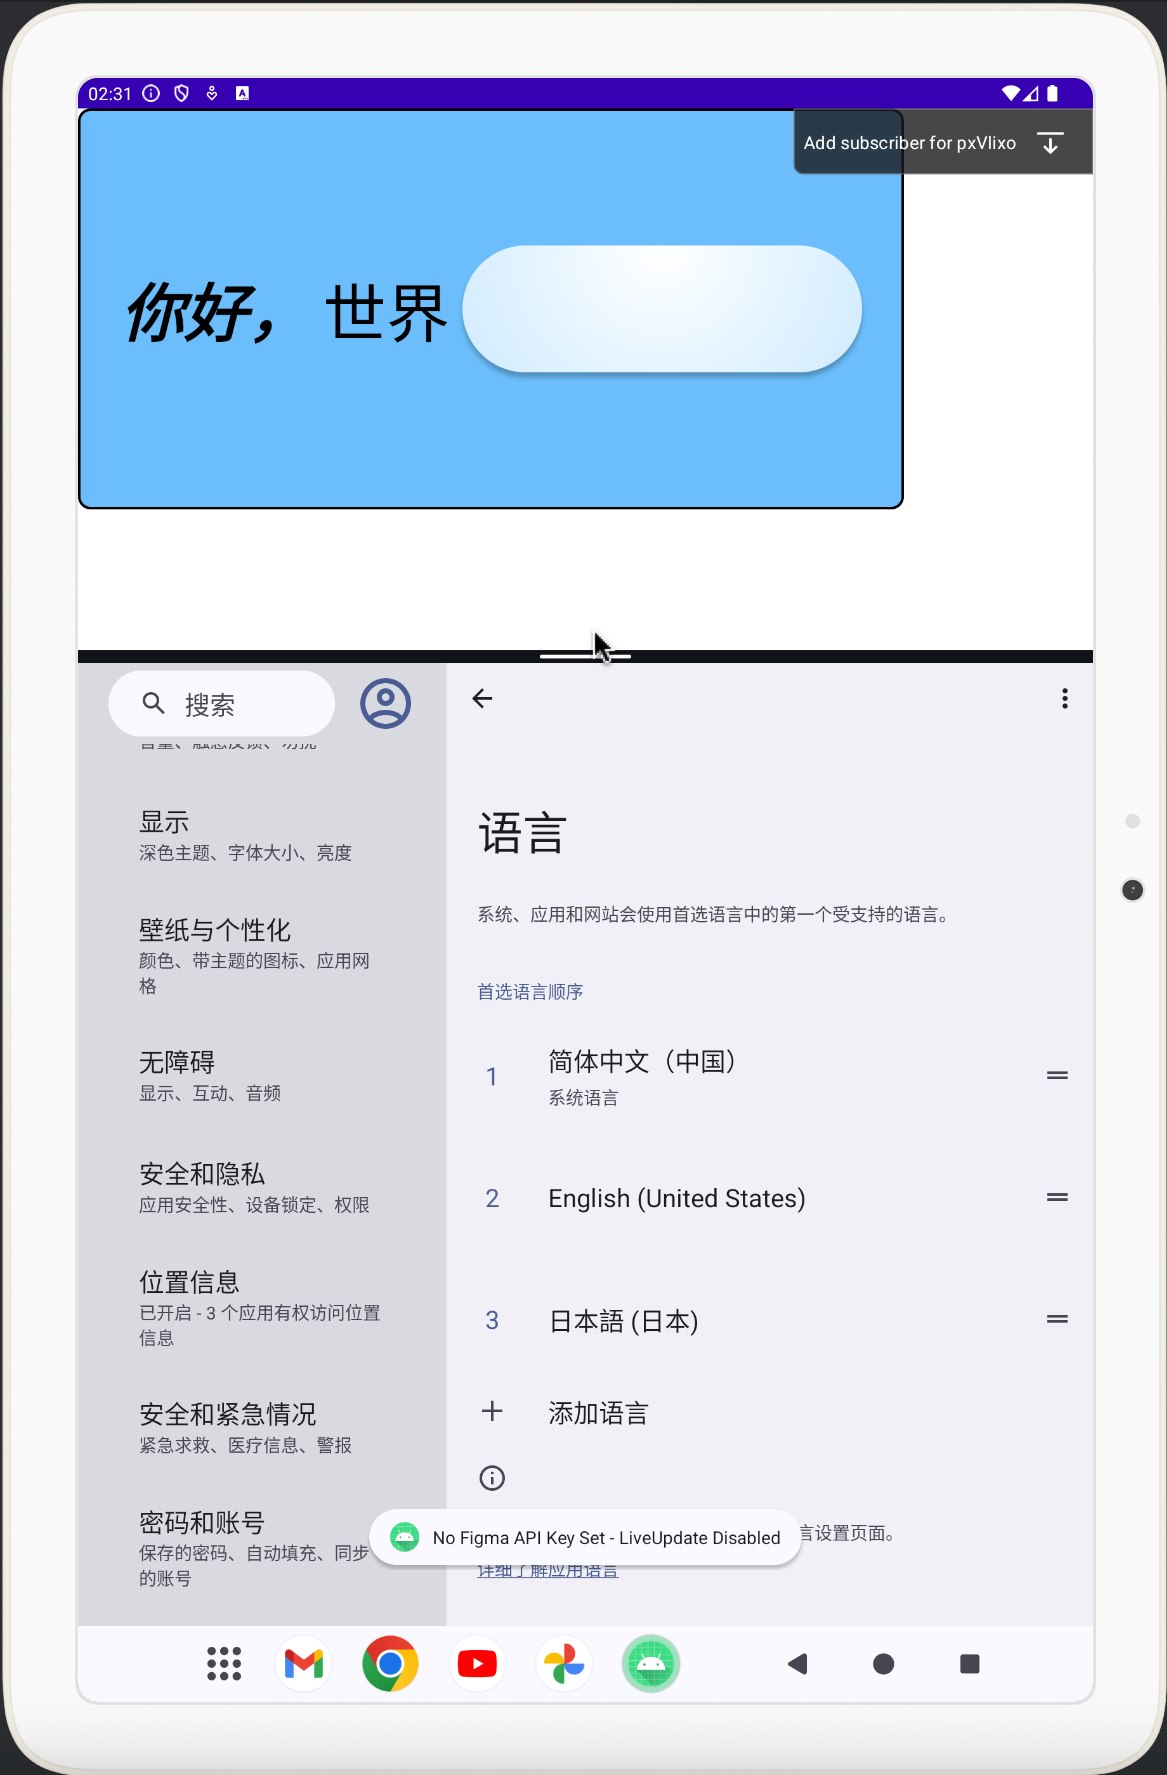 02:31
Add subscriber for pxVlixo
你好， 世界
搜索
显示
深色主题、字体大小、亮度
壁纸与个性化
颜色、带主题的图标、应用网
格
无障碍
显示、互动、音频
安全和隐私
应用安全性、设备锁定、权限
位置信息
已开启 - 3 个应用有权访问位置
信息
安全和紧急情况
紧急求救、医疗信息、警报
密码和账号
保存的密码、自动填充、同步
的账号
语言
系统、应用和网站会使用首选语言中的第一个受支持的语言。
首选语言顺序
1 简体中文（中国）
系统语言
2 English (United States)
3 日本語 (日本)
添加语言
言设置页面。
No Figma API Key Set - LiveUpdate Disabled
详细了解应用语言